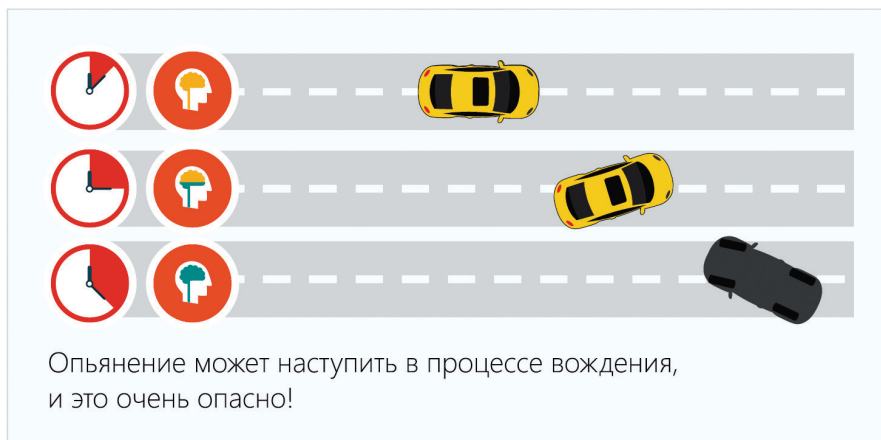 Опьянение может наступить в процессе вождения,
и это очень опасно!